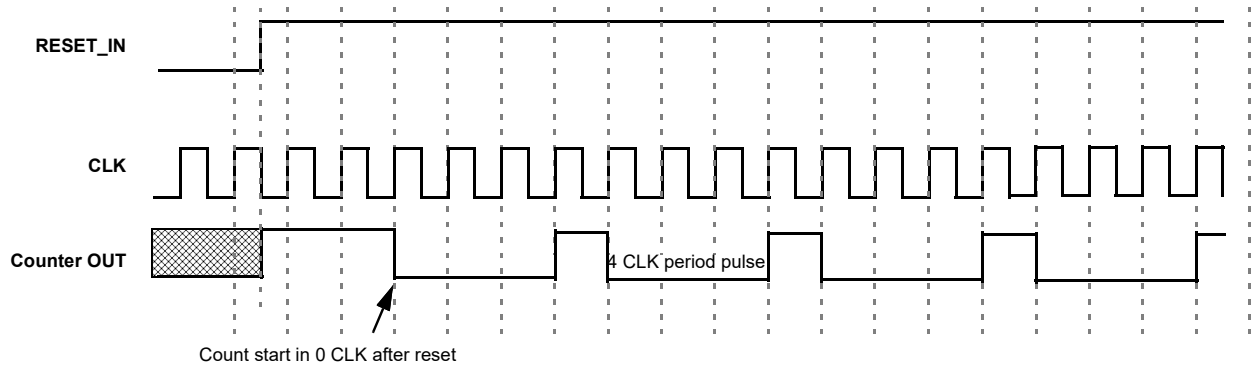 RESET_IN
CLK
Counter OUT
4 CLK period pulse
Count start in 0 CLK after reset